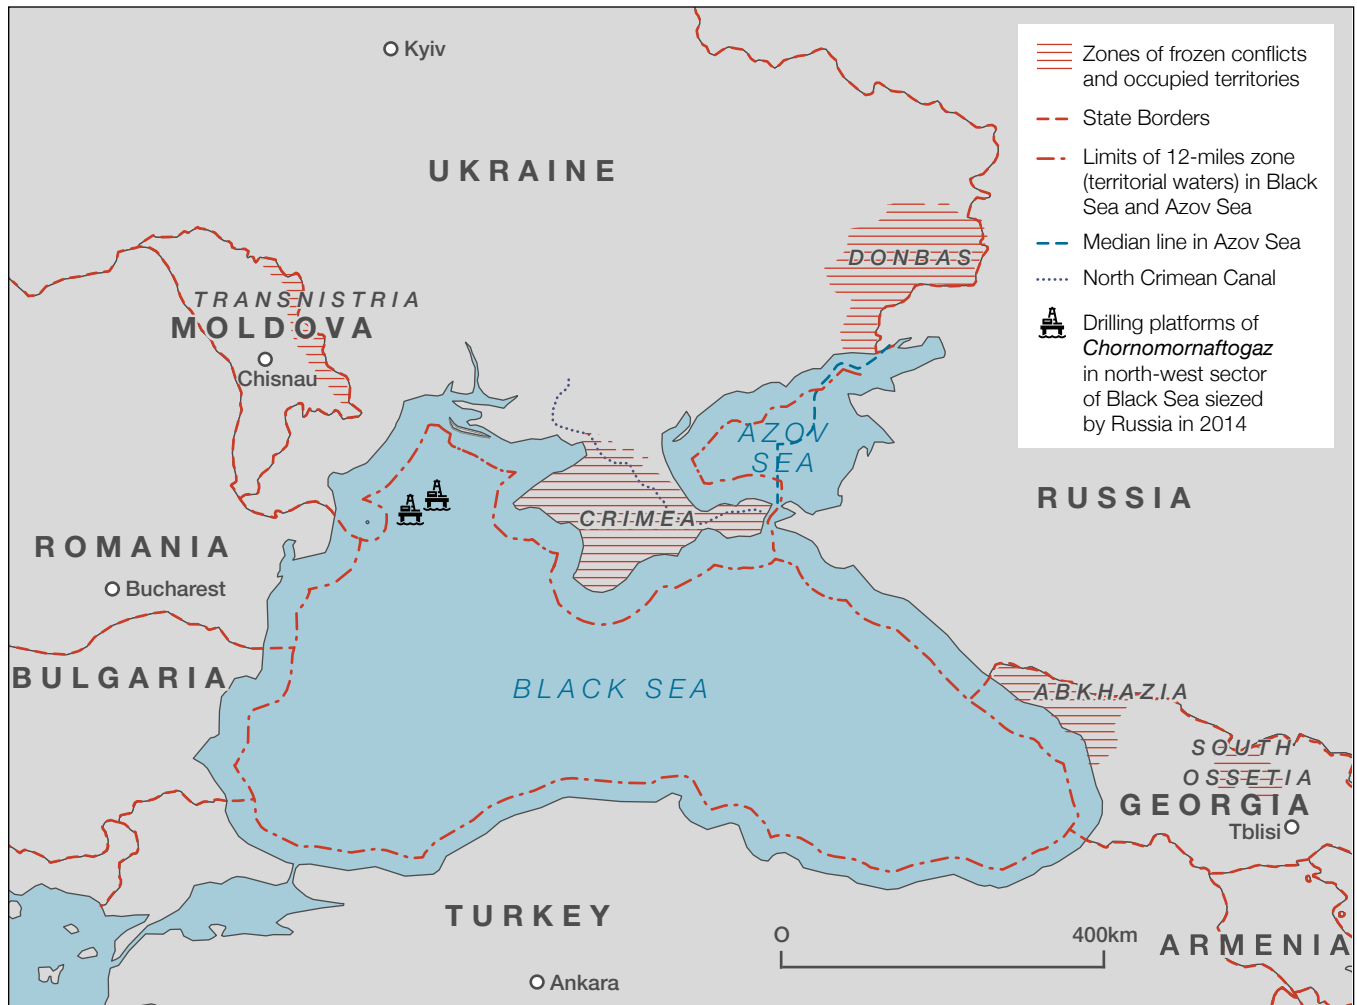 Kyiv
UKRAINE
DONBAS
TRANSNISTRIA
MOLDOVA
Chisnau
AZOV
SEA
CRIMEA
RUSSIA
ROMANIA
Bucharest
BULGARIA
BLACK SEA
ABKHAZIA
SOUTH
OSSETIA
GEORGIA
Tblisi
TURKEY
Ankara
ARMENIA
O 400km
Zones of frozen conflicts
and occupied territories
State Borders
Limits of 12-miles zone
(territorial waters) in Black
Sea and Azov Sea
Median line in Azov Sea
North Crimean Canal
Drilling platforms of
Chornomornaftogaz
in north-west sector
of Black Sea siezed
by Russia in 2014